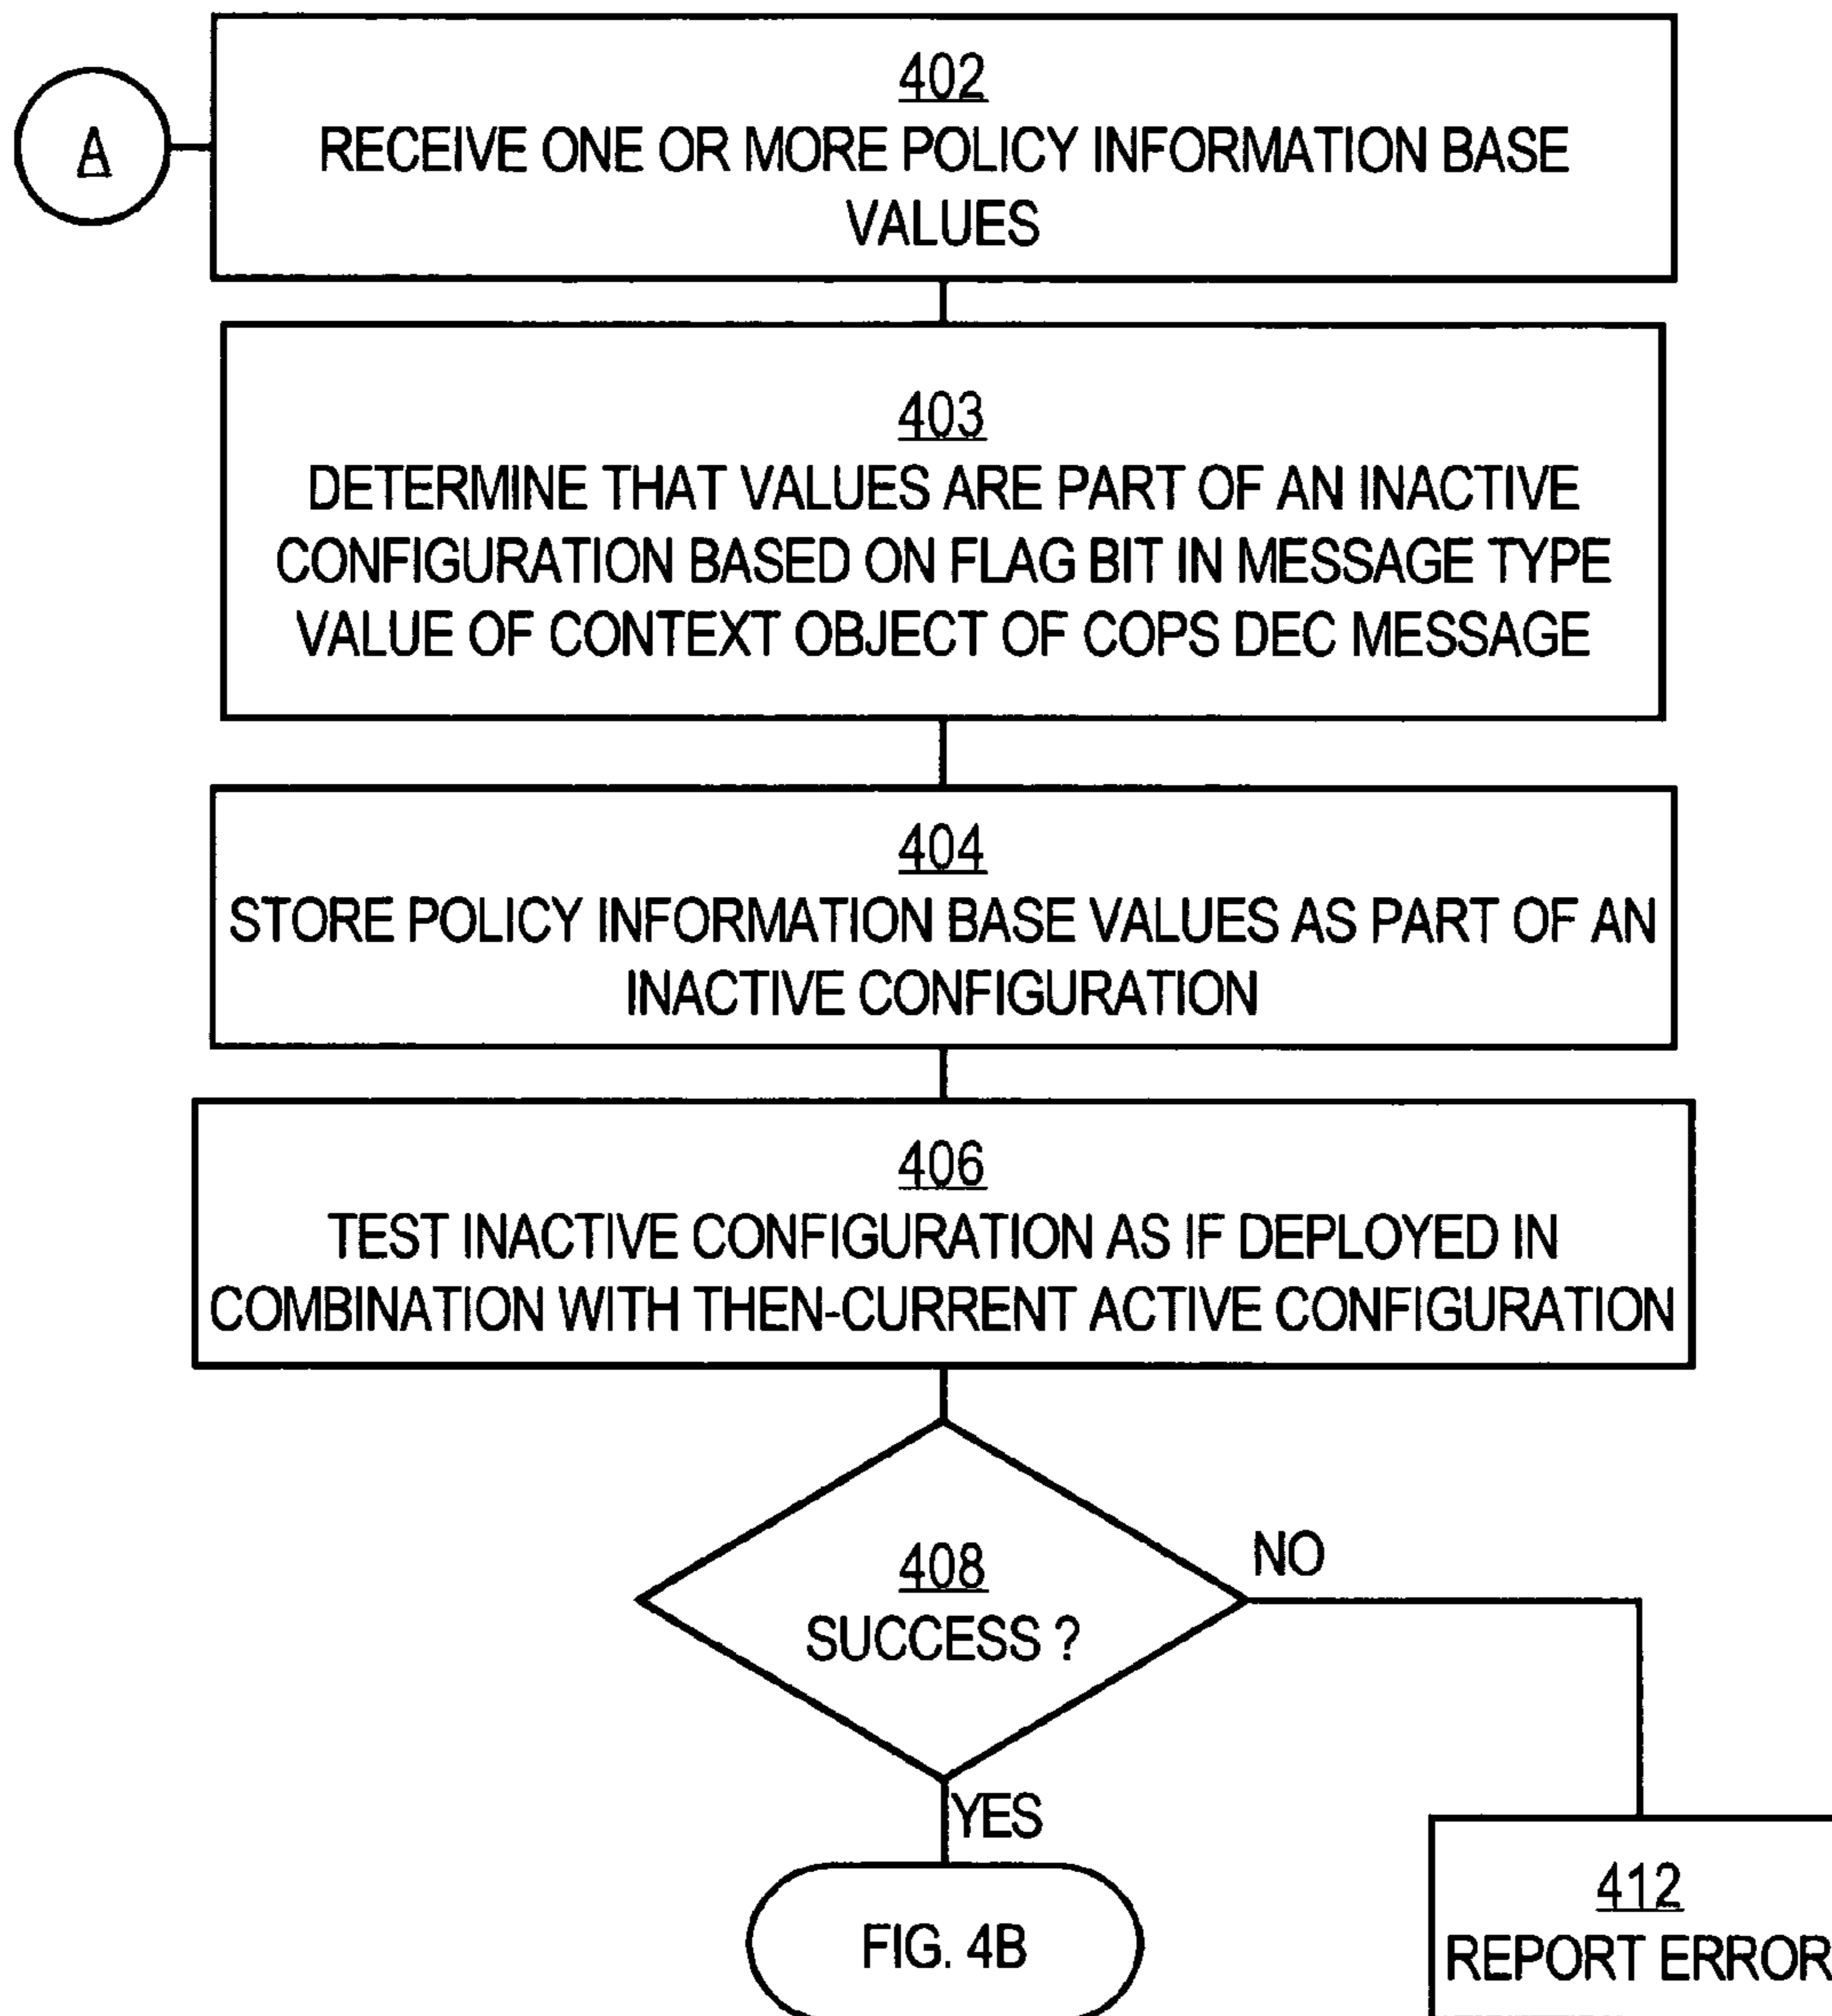 A
402
RECEIVE ONE OR MORE POLICY INFORMATION BASE
VALUES
403
DETERMINE THAT VALUES ARE PART OF AN INACTIVE
CONFIGURATION BASED ON FLAG BIT IN MESSAGE TYPE
VALUE OF CONTEXT OBJECT OF COPS DEC MESSAGE
404
STORE POLICY INFORMATION BASE VALUES AS PART OF AN
INACTIVE CONFIGURATION
406
TEST INACTIVE CONFIGURATION AS IF DEPLOYED IN
COMBINATION WITH THEN-CURRENT ACTIVE CONFIGURATION
408
SUCCESS ?
NO
YES
FIG. 4B
412
REPORT ERROR